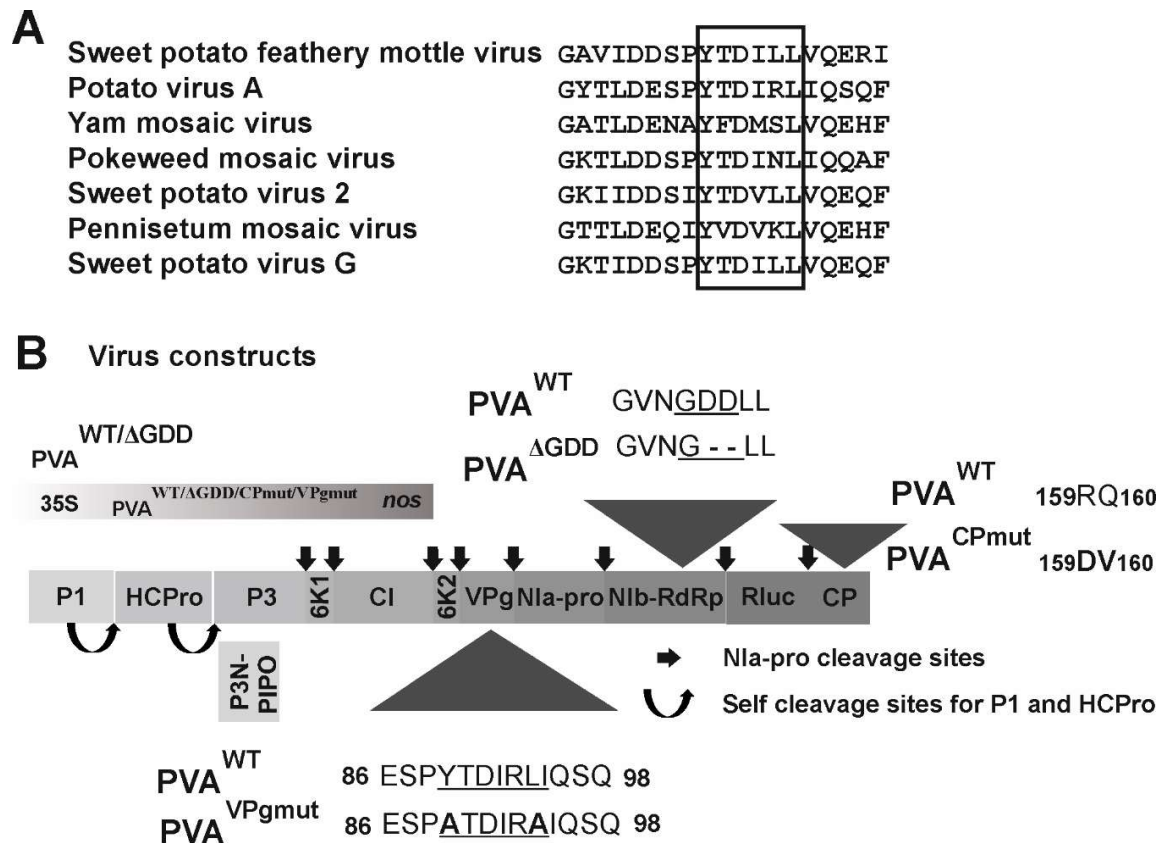 A
Sweet potato feathery mottle virus GAVIDDSPYTDILLVQERI
Potato virus A GYTLDESPYTDIRLIQSQF
Yam mosaic virus GATLDENAYFDMSLVQEHF
Pokeweed mosaic virus GKTLDDSPYTDINLIQQAF
Sweet potato virus 2 GKIIDDSIYTDVLLVQEQF
Pennisetum mosaic virus GTTLDEQIYVDVKLVQEHF
Sweet potato virus G GKTIDDSPYTDILLVQEQF
B Virus constructs
PVA WT GVNGDDLL
PVA ΔGDD GVNG--LL
PVA WT/ΔGDD
35S PVA WT/ΔGDD/CPmut/VPgmut nos
PVA WT 159RQ160
PVA CPmut 159DV160
P1 HCPro P3 6K1 CI 6K2 VPg NIa-pro NIb-RdRp Rluc CP
P3N-
PIPO
NIa-pro cleavage sites
Self cleavage sites for P1 and HCPro
PVA WT 86 ESPYTDIRLIQSQ 98
PVA VPgmut 86 ESPATDIRAIQSQ 98